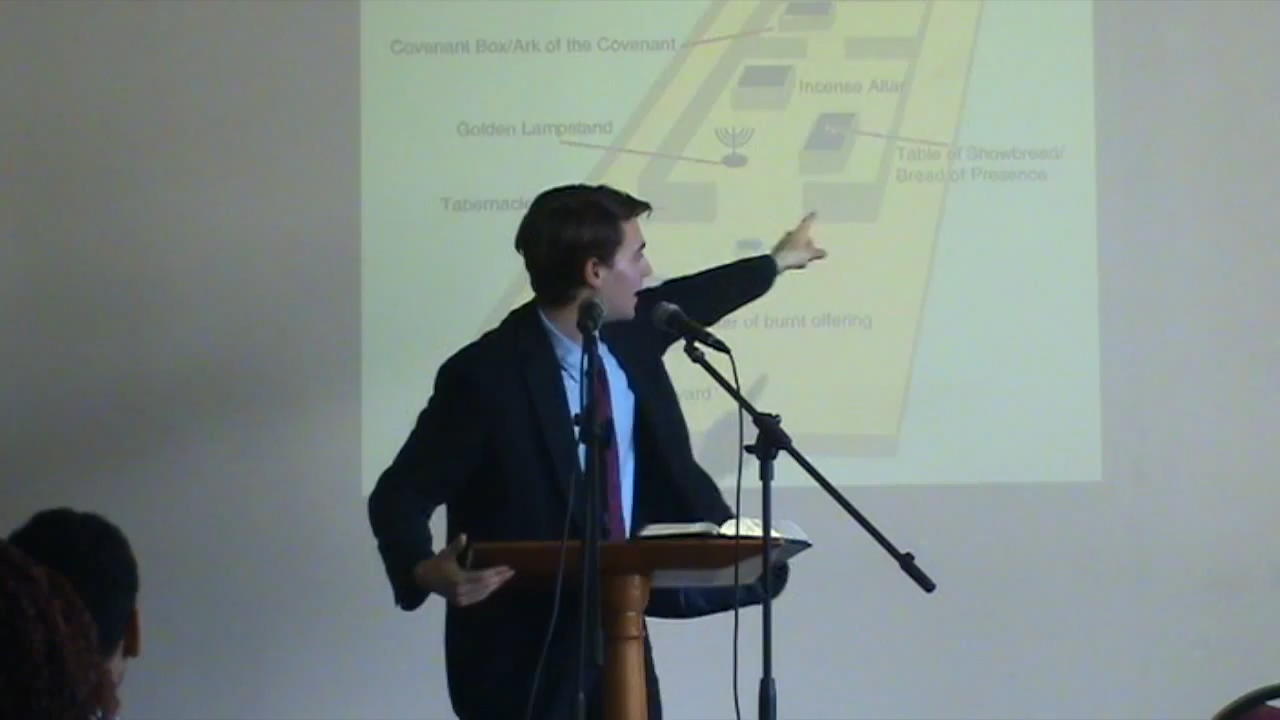 Covenant Box/Ark of the Covenant
Incense Altar
Golden Lampstand
Table of Showbread/
Bread of Presence
Tabernacle
of burnt offering